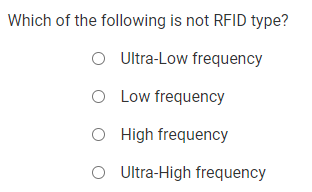 Which of the following is not RFID type?
Ultra-Low frequency
Low frequency
High frequency
Ultra-High frequency